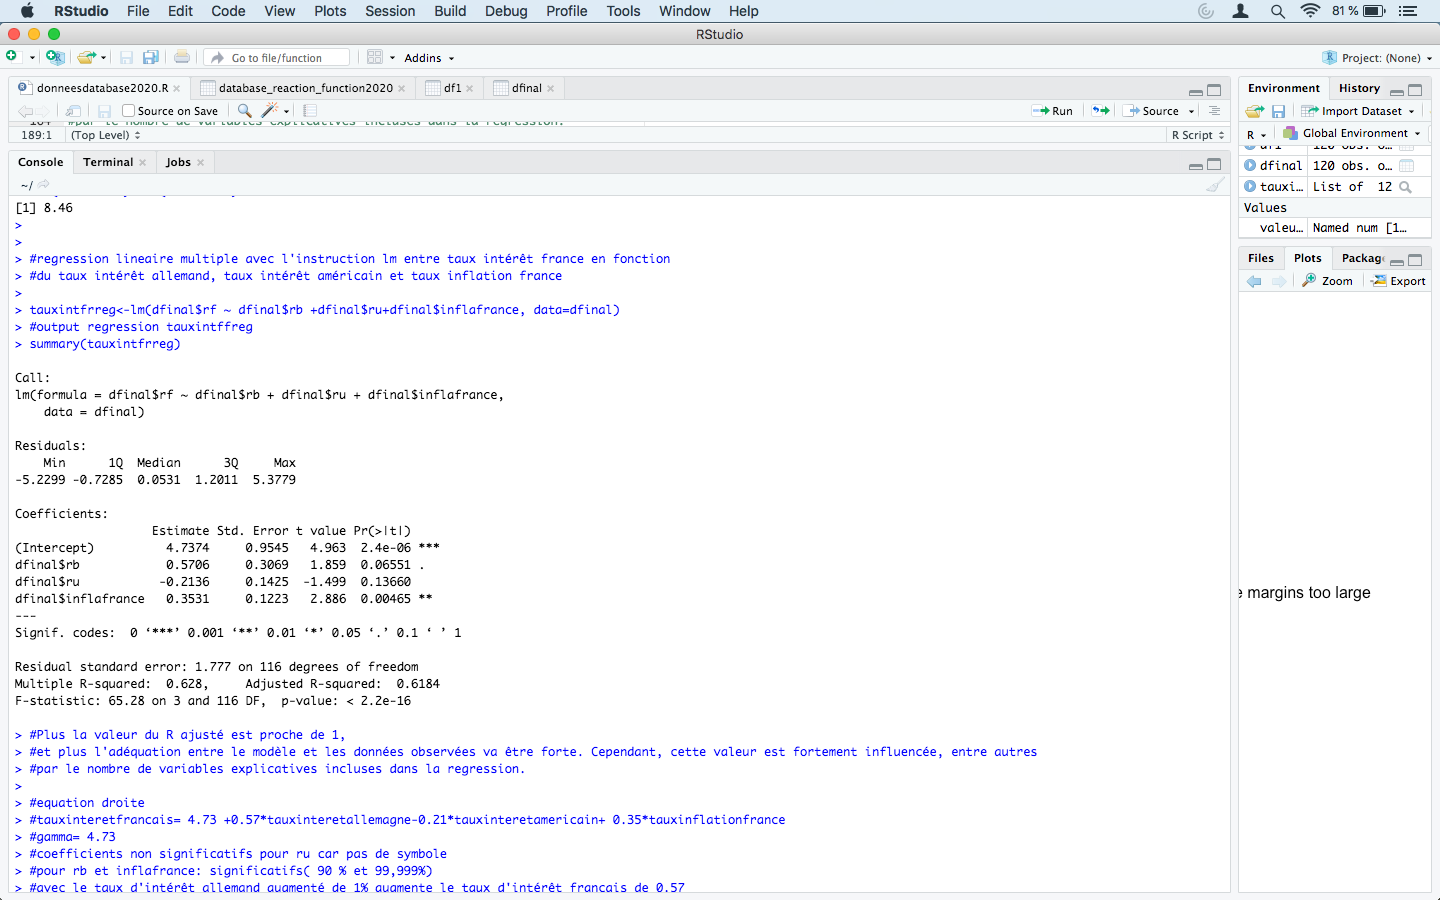 RStudio File Edit Code View Plots Session Build Debug Profile Tools Window Help 81 %
RStudio
Go to file/function Addins Project: (None)
donneesdatabase2020.R database_reaction_function2020 df1 dfinal
Source on Save Run Source
#par le nombre de variables explicatives incluses dans la regression.
189:1 (Top Level) R Script
Console Terminal Jobs
~/
[1] 8.46
>
>
> #regression lineaire multiple avec l'instruction lm entre taux intérêt france en fonction
> #du taux intérêt allemand, taux intérêt américain et taux inflation france
>
> tauxintfrreg<-lm(dfinal$rf ~ dfinal$rb +dfinal$ru+dfinal$inflafrance, data=dfinal)
> #output regression tauxintffreg
> summary(tauxintfrreg)
Call:
lm(formula = dfinal$rf ~ dfinal$rb + dfinal$ru + dfinal$inflafrance,
data = dfinal)
Residuals:
Min 1Q Median 3Q Max
-5.2299 -0.7285 0.0531 1.2011 5.3779
Coefficients:
Estimate Std. Error t value Pr(>|t|)
(Intercept) 4.7374 0.9545 4.963 2.4e-06 ***
dfinal$rb 0.5706 0.3069 1.859 0.06551 .
dfinal$ru -0.2136 0.1425 -1.499 0.13660
dfinal$inflafrance 0.3531 0.1223 2.886 0.00465 **
---
Signif. codes: 0 ‘***’ 0.001 ‘**’ 0.01 ‘*’ 0.05 ‘.’ 0.1 ‘ ’ 1
Residual standard error: 1.777 on 116 degrees of freedom
Multiple R-squared: 0.628, Adjusted R-squared: 0.6184
F-statistic: 65.28 on 3 and 116 DF, p-value: < 2.2e-16
> #Plus la valeur du R ajusté est proche de 1,
> #et plus l'adéquation entre le modèle et les données observées va être forte. Cependant, cette valeur est fortement influencée, entre autres
> #par le nombre de variables explicatives incluses dans la regression.
>
> #equation droite
> #tauxinteretfrancais= 4.73 +0.57*tauxinteretallemagne-0.21*tauxinteretamericain+ 0.35*tauxinflationfrance
> #gamma= 4.73
> #coefficients non significatifs pour ru car pas de symbole
> #pour rb et inflafrance: significatifs( 90 % et 99,999%)
> #avec le taux d'intérêt allemand augmenté de 1% augmente le taux d'intérêt francais de 0.57
Environment History
Import Dataset
R Global Environment
df1 120 obs. o...
dfinal 120 obs. o...
tauxi... List of 12
Values
valeu... Named num [1...
Files Plots Packag
Zoom Export
e margins too large